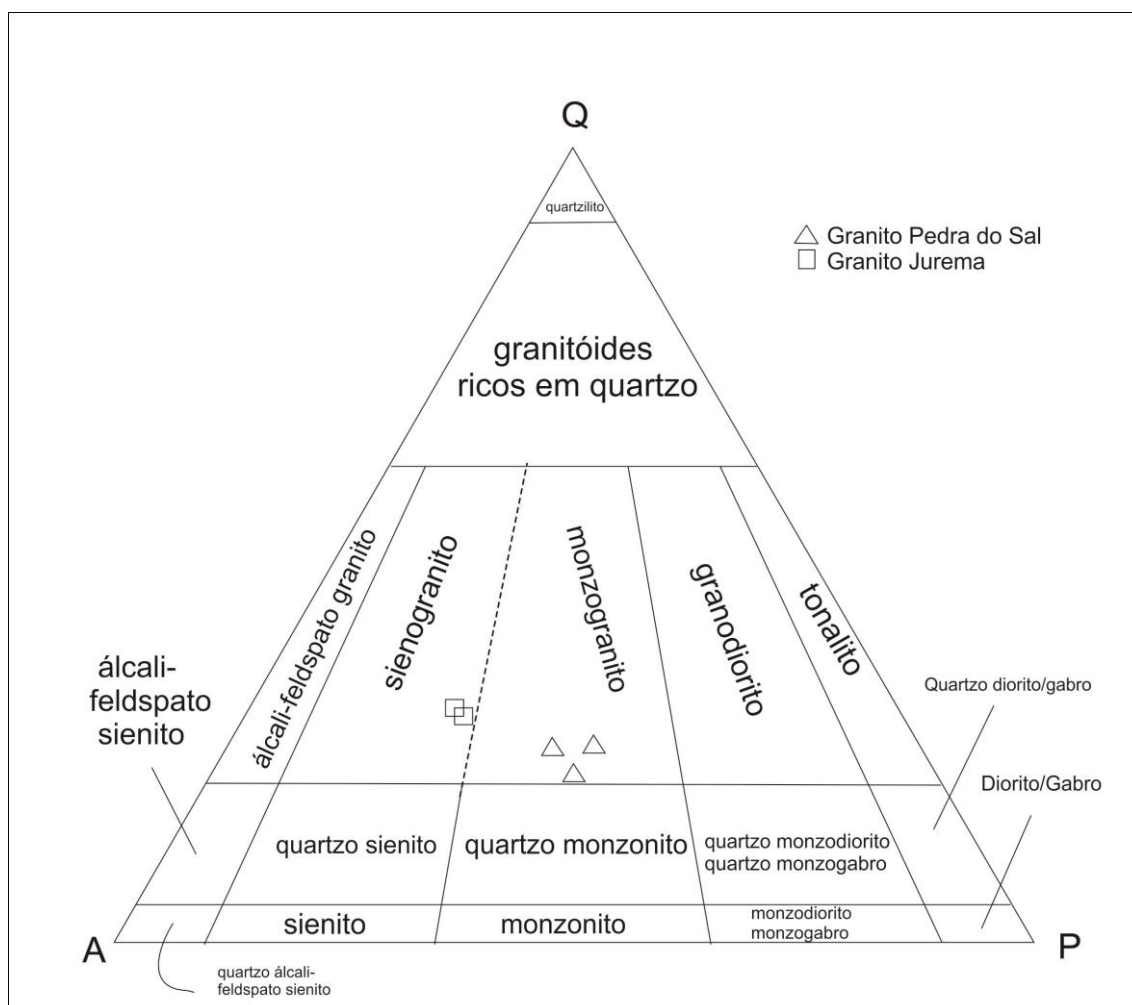 Q
quartzilito
Granito Pedra do Sal
Granito Jurema
granitóides
ricos em quartzo
álcali-feldspato granito
sienogranito
monzogranito
granodiorito
tonalito
álcali-
feldspato
sienito
Quartzo diorito/gabro
Diorito/Gabro
quartzo sienito
quartzo monzonito
quartzo monzodiorito
quartzo monzogabro
A
sienito
monzonito
monzodiorito
monzogabro
P
quartzo álcali-
feldspato sienito